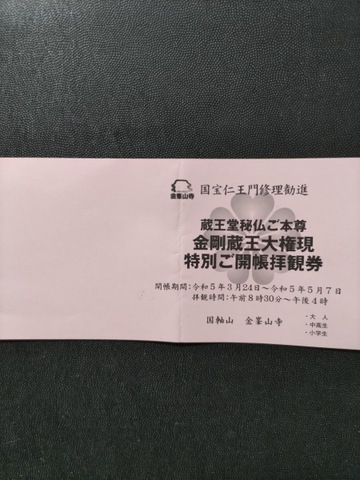 金峯山寺
国宝仁王門修理勧進
蔵王堂秘仏ご本尊
金剛蔵王大権現
特別ご開帳拝観券
開帳期間：令和5年3月24日～令和5年5月7日
拝観時間：午前8時30分～午後4時
国軸山 金峯山寺
・大人
・中高生
・小学生